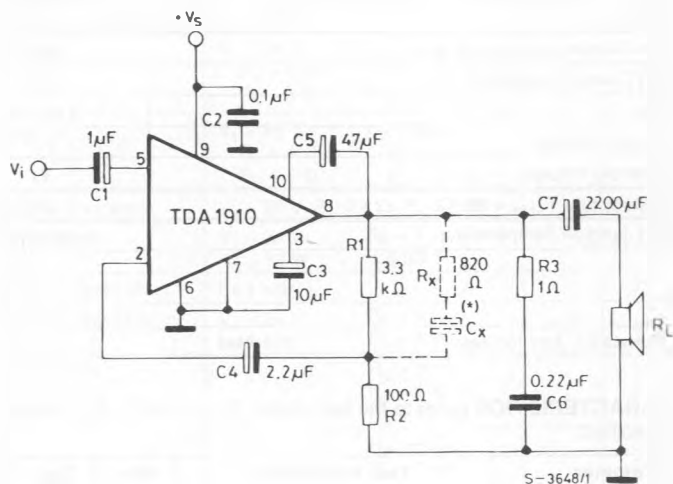 +Vs
0.1µF
C2
1µF
C5
47µF
Vi
C1
5
9
10
TDA 1910
8
C7
2200µF
2
3
R1
820
Ω
R3
1Ω
Rx
3.3
kΩ
C3
10µF
7
6
(*)
Cx
RL
C4
2.2µF
100Ω
R2
0.22µF
C6
S-3648/1